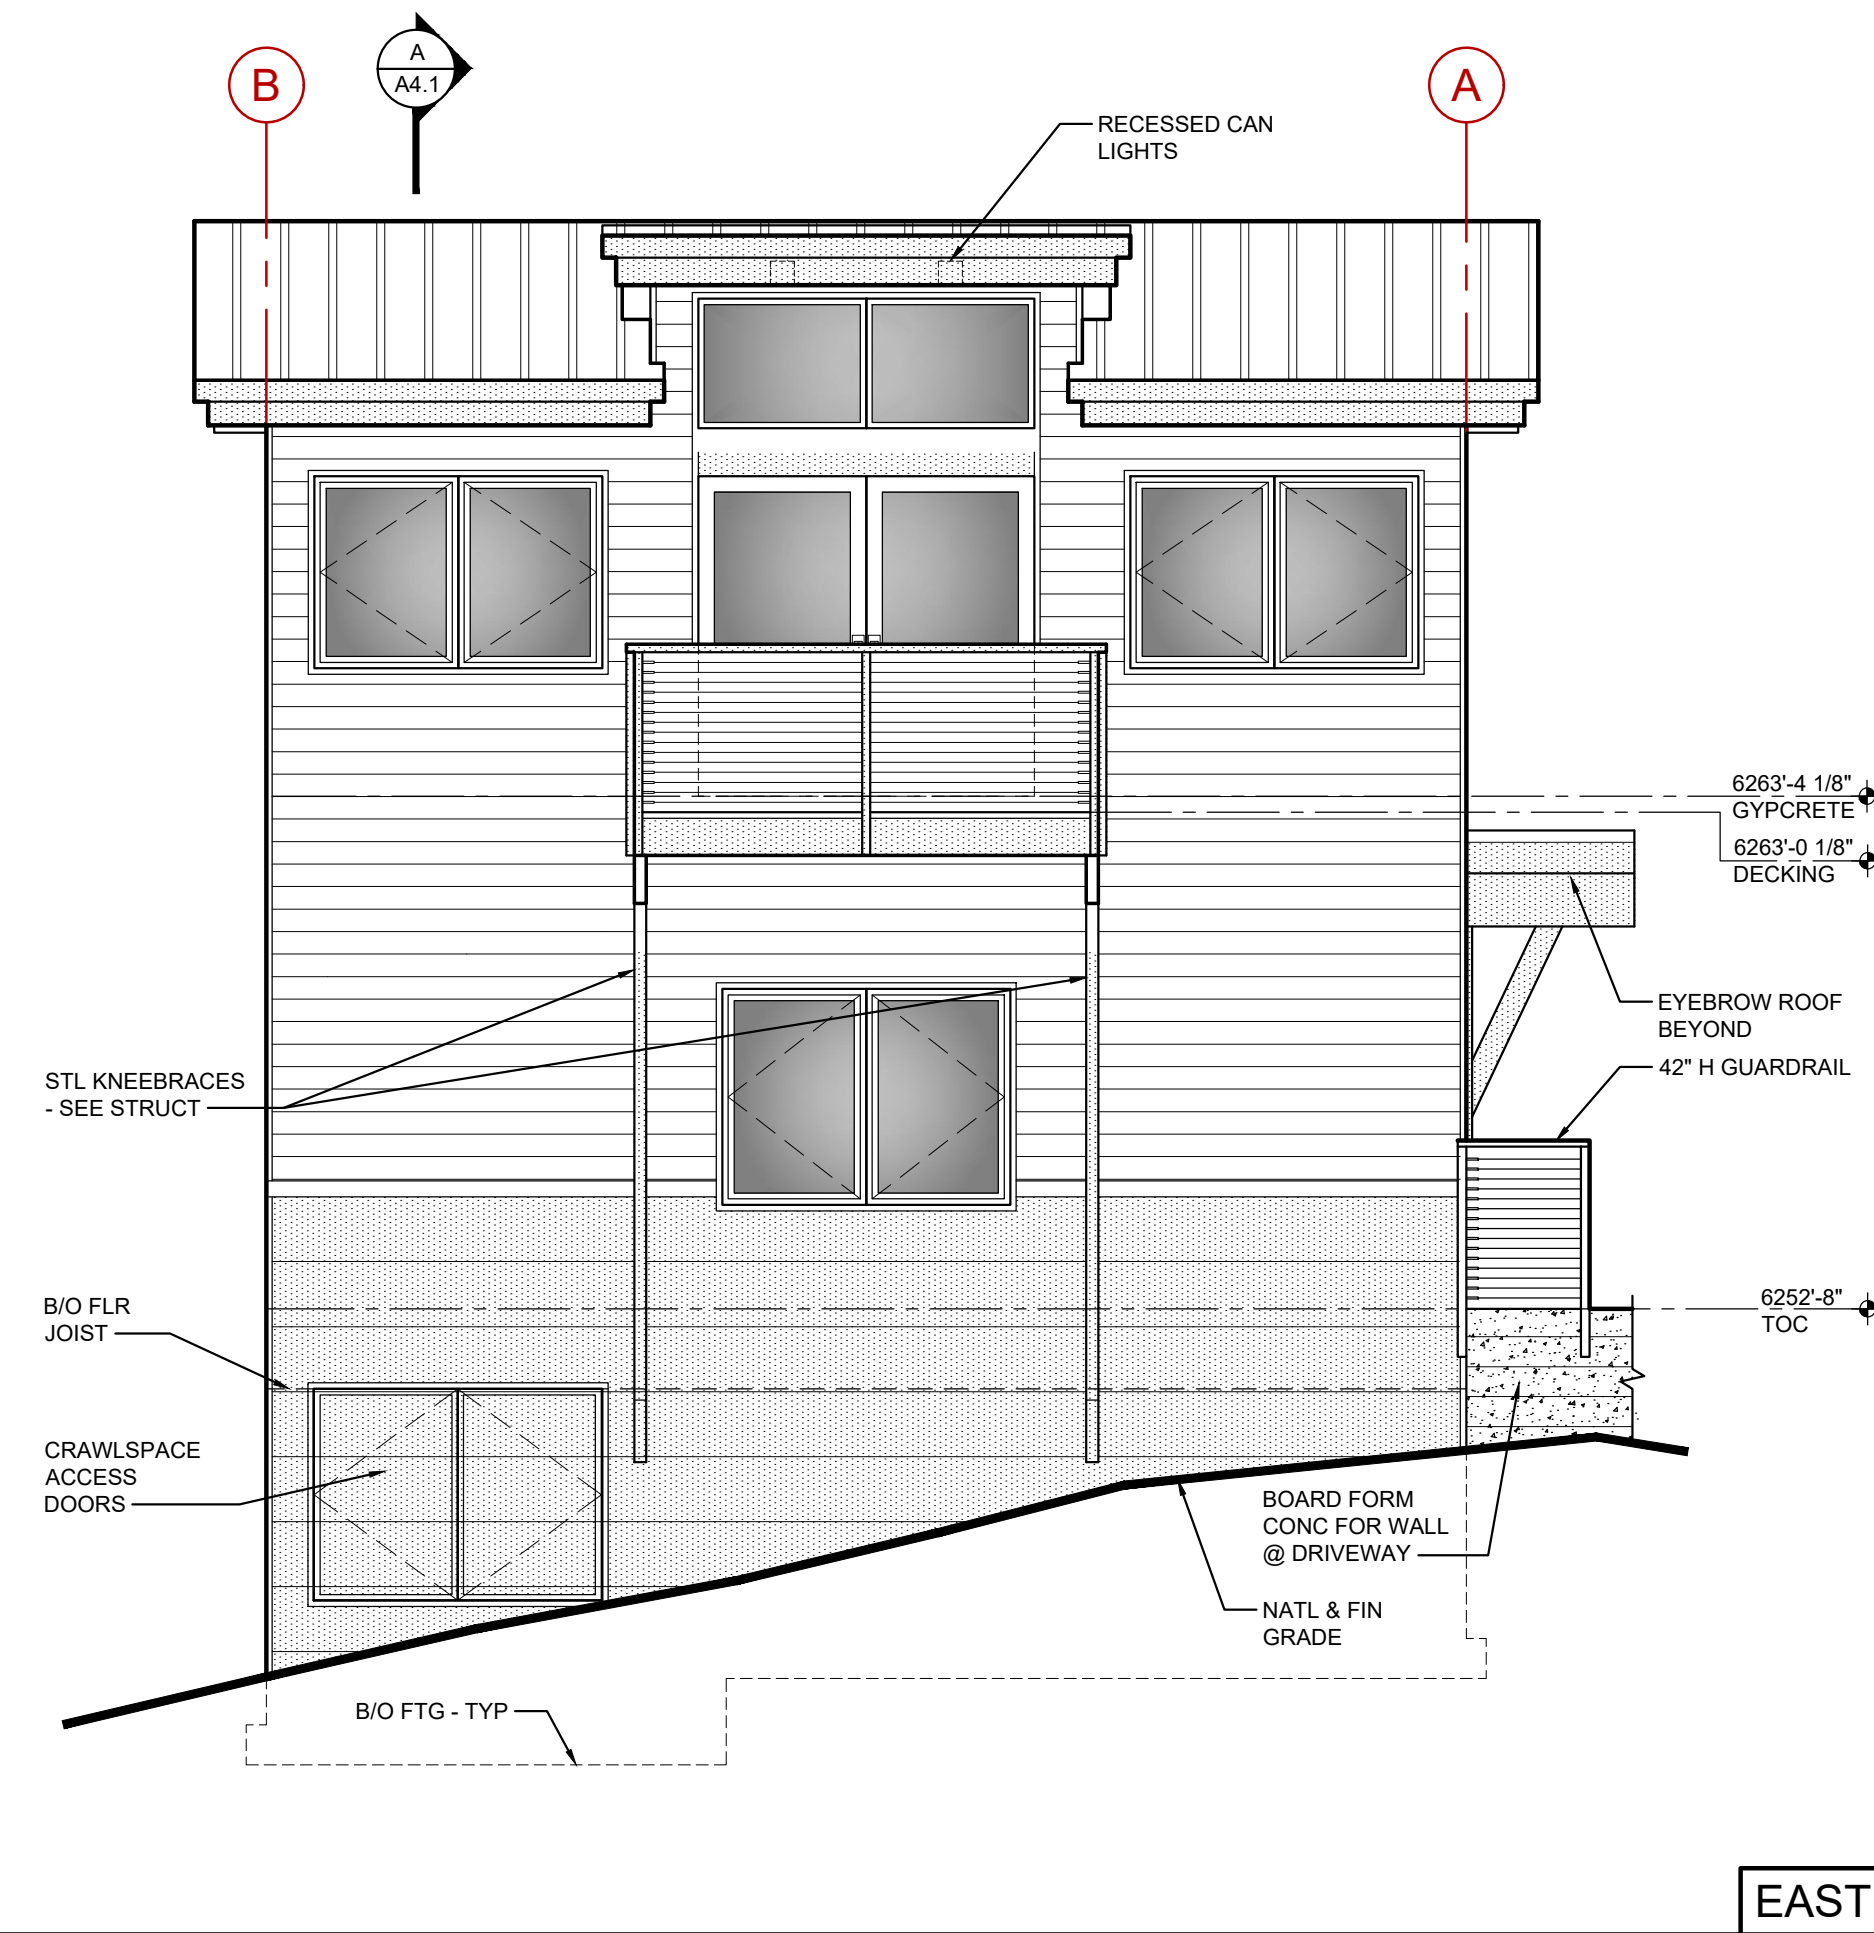 A
A4.1
B
A
RECESSED CAN
LIGHTS
6263'-4 1/8"
GYPCRETE
6263'-0 1/8"
DECKING
EYEBROW ROOF
BEYOND
42" H GUARDRAIL
STL KNEEBRACES
- SEE STRUCT
B/O FLR
JOIST
6252'-8"
TOC
CRAWLSPACE
ACCESS
DOORS
BOARD FORM
CONC FOR WALL
@ DRIVEWAY
NATL & FIN
GRADE
B/O FTG - TYP
EAST